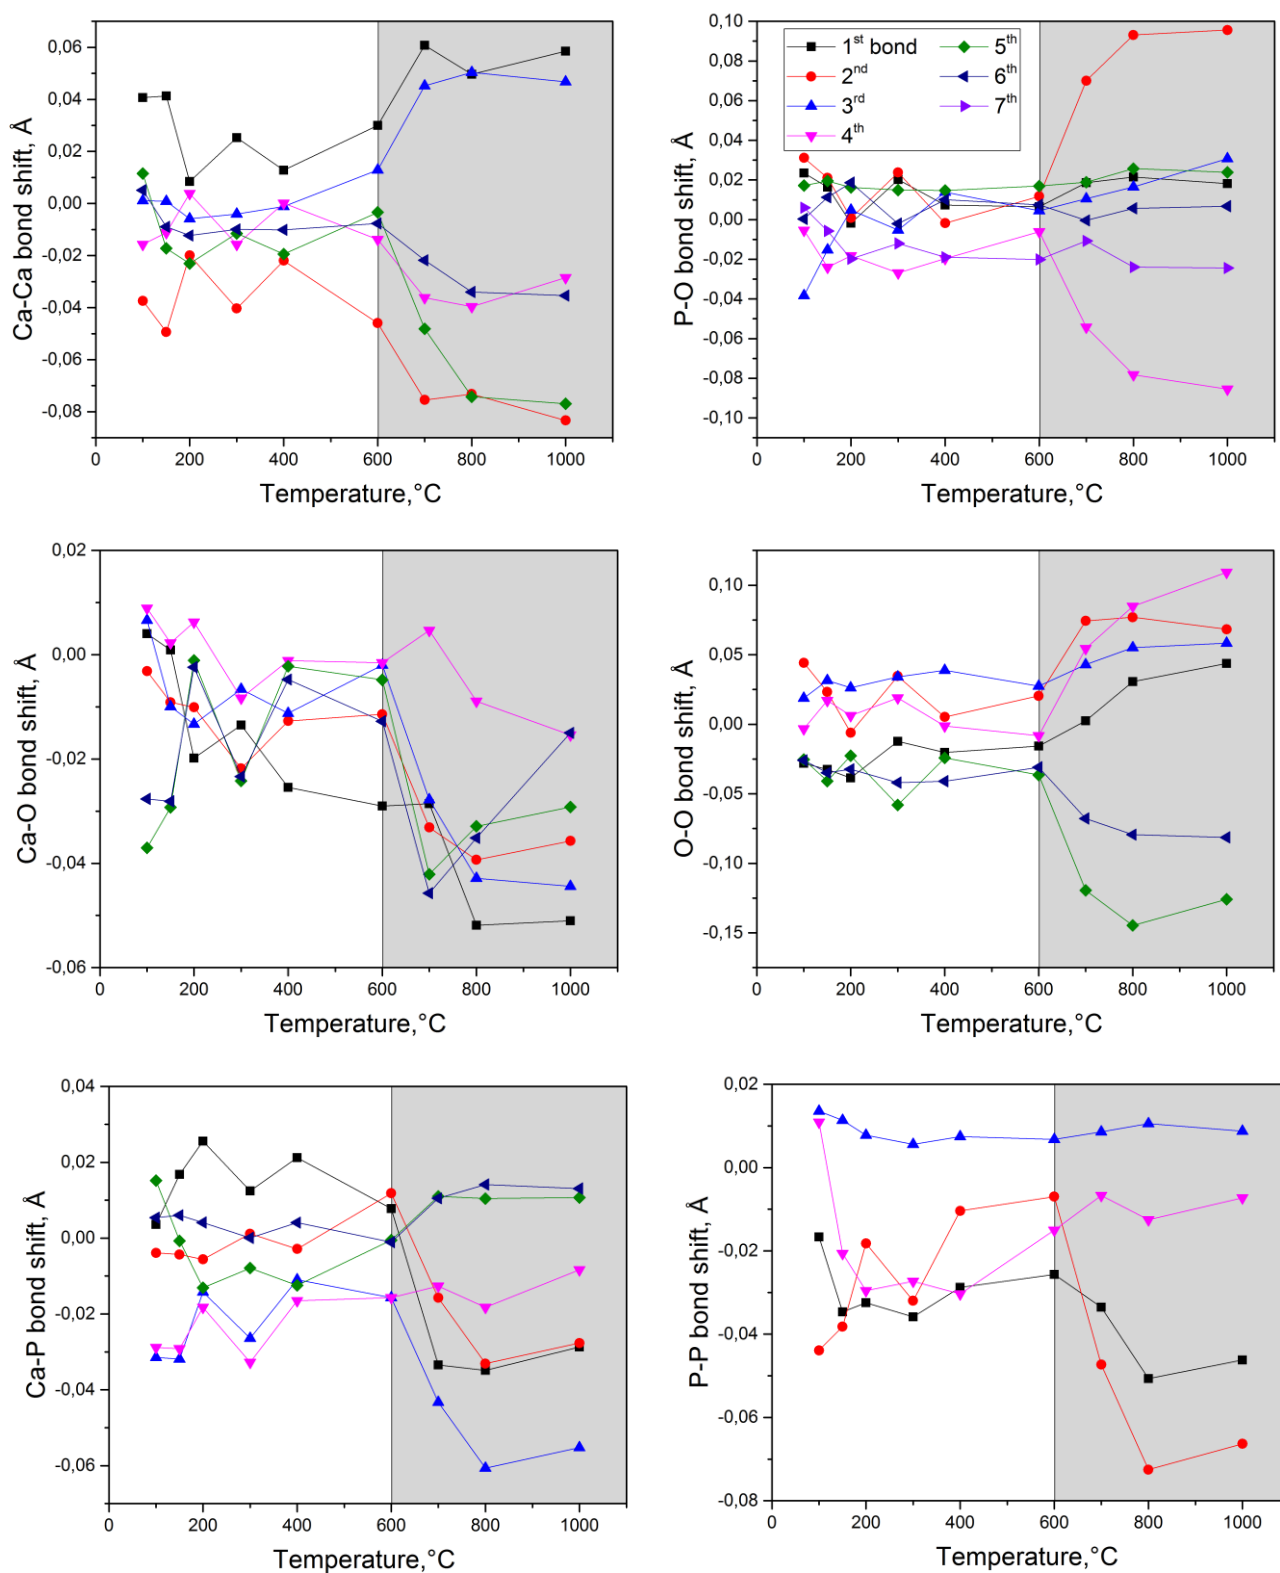 Ca-Ca bond shift, Å
0,06
0,04
0,02
0,00
-0,02
-0,04
-0,06
-0,08
0 200 400 600 800 1000
Temperature,°C
P-O bond shift, Å
0,10
0,08
0,10
0,06
0,04
0,02
0,00
-0,02
-0,04
-0,06
-0,08
-0,10
0 200 400 600 800 1000
Temperature,°C
1st bond
2nd
3rd
4th
5th
6th
7th
Ca-O bond shift, Å
0,02
0,00
-0,02
-0,04
-0,06
0 200 400 600 800 1000
Temperature,°C
O-O bond shift, Å
0,10
0,05
0,00
-0,05
-0,10
-0,15
0 200 400 600 800 1000
Temperature,°C
Ca-P bond shift, Å
0,04
0,02
0,00
-0,02
-0,04
-0,06
0 200 400 600 800 1000
Temperature,°C
P-P bond shift, Å
0,02
0,00
-0,02
-0,04
-0,06
-0,08
0 200 400 600 800 1000
Temperature,°C